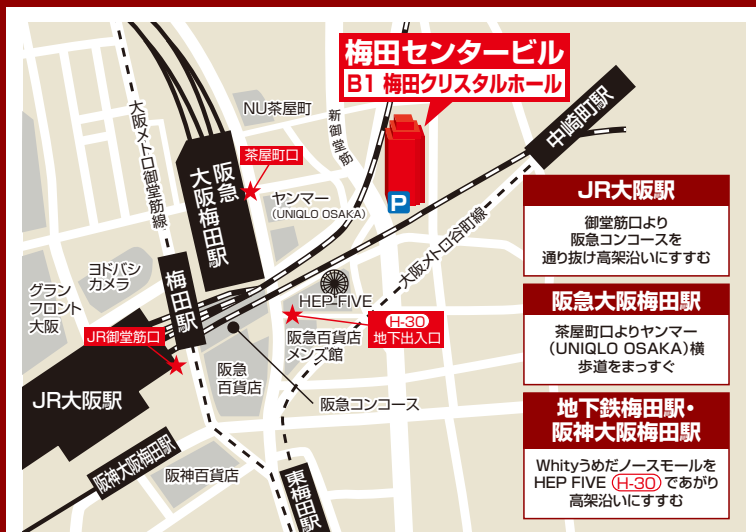 梅田センタービル
B1 梅田クリスタルホール
中崎町駅
NU茶屋町
新御堂筋
大阪メトロ御堂筋線
茶屋町口
阪急
大阪梅田駅
ヤンマー
(UNIQLO OSAKA)
P
大阪メトロ谷町線
ヨドバシ
カメラ
グラン
フロント
大阪
梅田駅
HEP FIVE
H-30
地下出入口
JR御堂筋口
阪急百貨店
メンズ館
阪急
百貨店
阪急コンコース
JR大阪駅
阪神大阪梅田駅
阪神百貨店
東梅田駅
JR大阪駅
御堂筋口より
阪急コンコースを
通り抜け高架沿いにすすむ
阪急大阪梅田駅
茶屋町口よりヤンマー
(UNIQLO OSAKA)横
歩道をまっすぐ
地下鉄梅田駅・
阪神大阪梅田駅
Whityうめだノースモールを
HEP FIVE H-30 であがり
高架沿いにすすむ